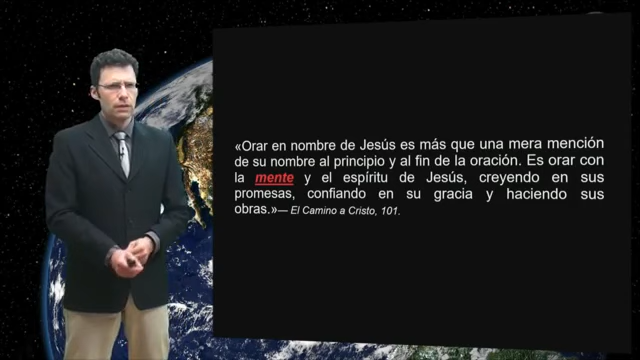 «Orar en nombre de Jesús es más que una mera mención
de su nombre al principio y al fin de la oración. Es orar con
la mente y el espíritu de Jesús, creyendo en sus
promesas, confiando en su gracia y haciendo sus
obras.»— El Camino a Cristo, 101.